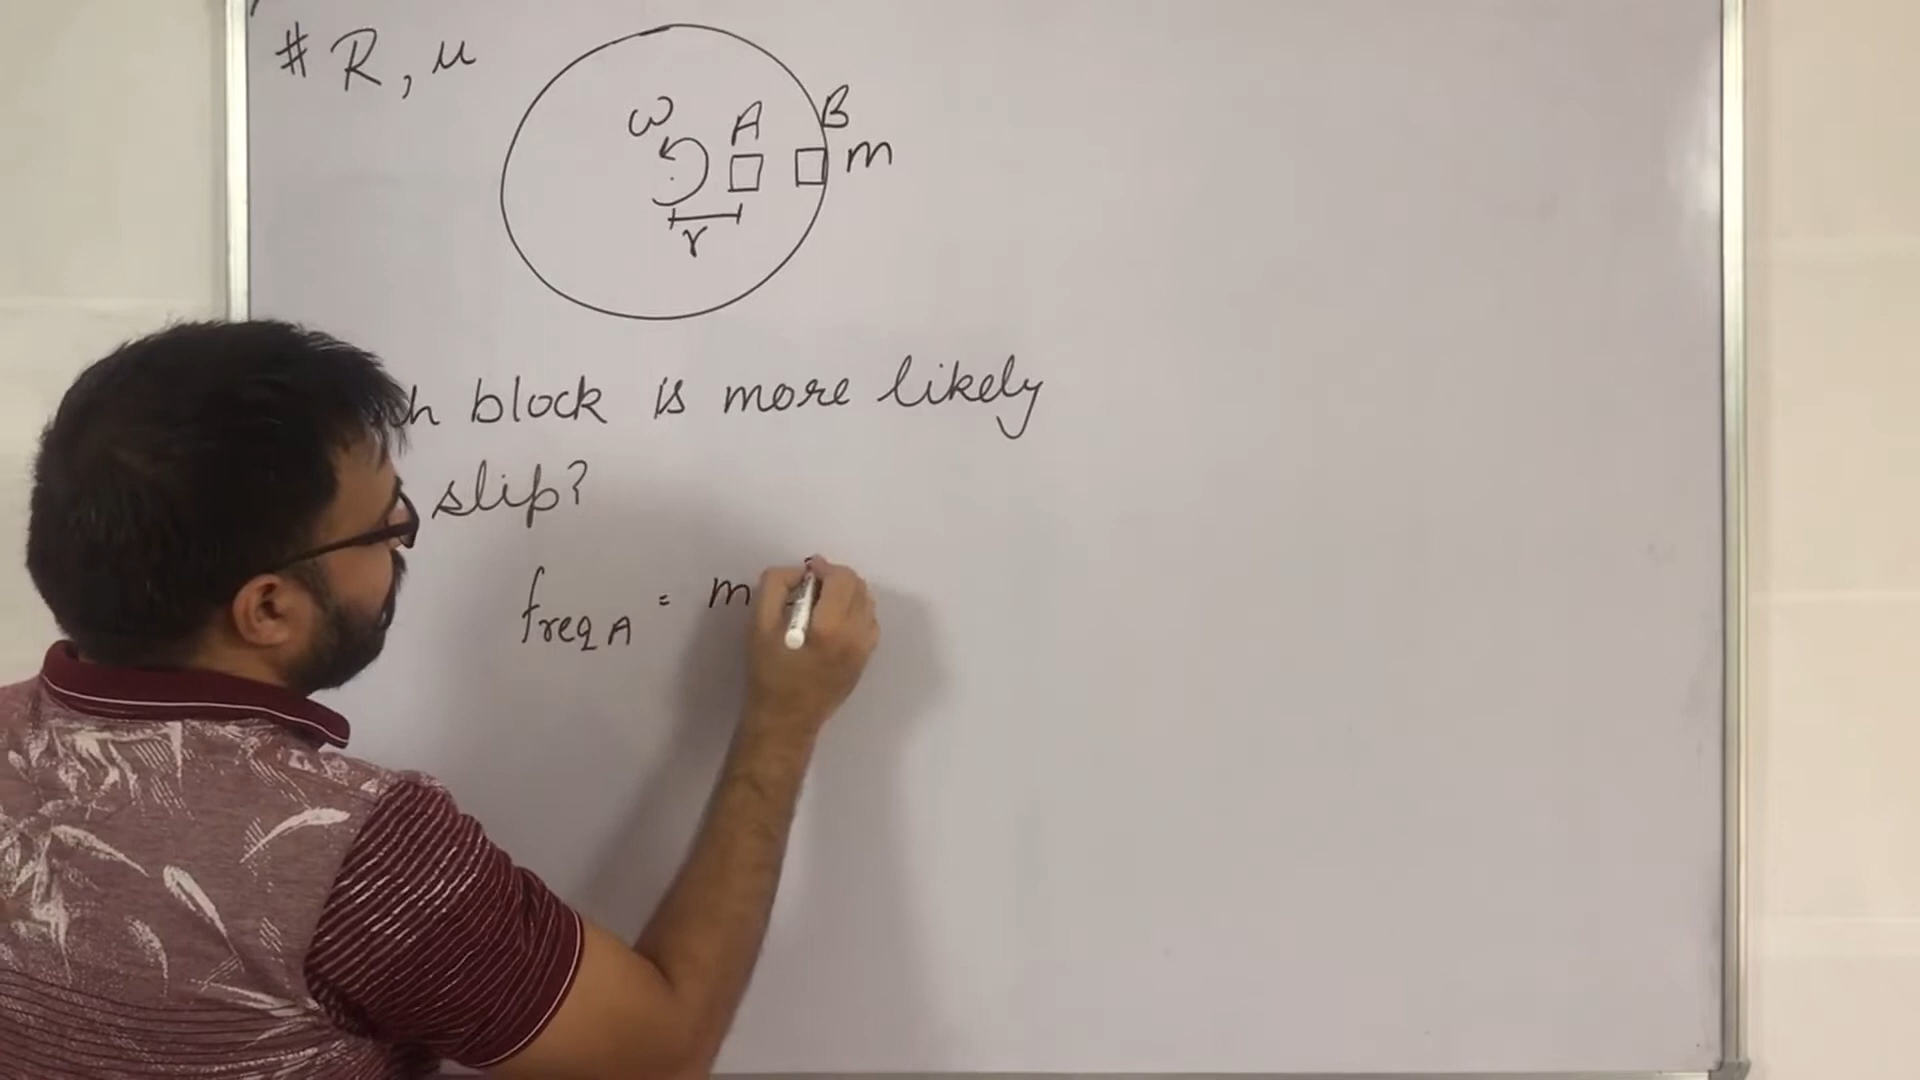 # R, μ
ω A B
m
r
block is more likely
slip?
freq A = m